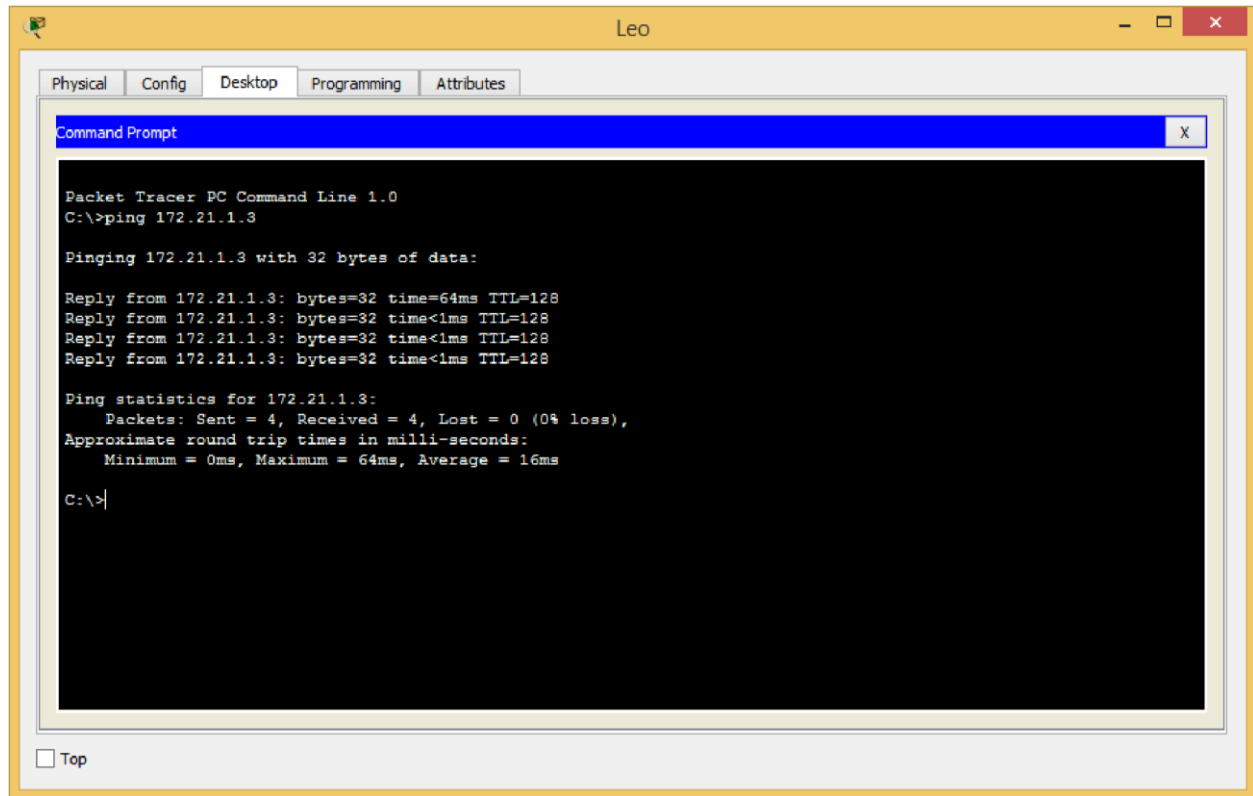 Leo
Physical Config Desktop Programming Attributes
Command Prompt X
Packet Tracer PC Command Line 1.0
C:\>ping 172.21.1.3
Pinging 172.21.1.3 with 32 bytes of data:
Reply from 172.21.1.3: bytes=32 time=64ms TTL=128
Reply from 172.21.1.3: bytes=32 time<1ms TTL=128
Reply from 172.21.1.3: bytes=32 time<1ms TTL=128
Reply from 172.21.1.3: bytes=32 time<1ms TTL=128
Ping statistics for 172.21.1.3:
Packets: Sent = 4, Received = 4, Lost = 0 (0% loss),
Approximate round trip times in milli-seconds:
Minimum = 0ms, Maximum = 64ms, Average = 16ms
C:\>
Top